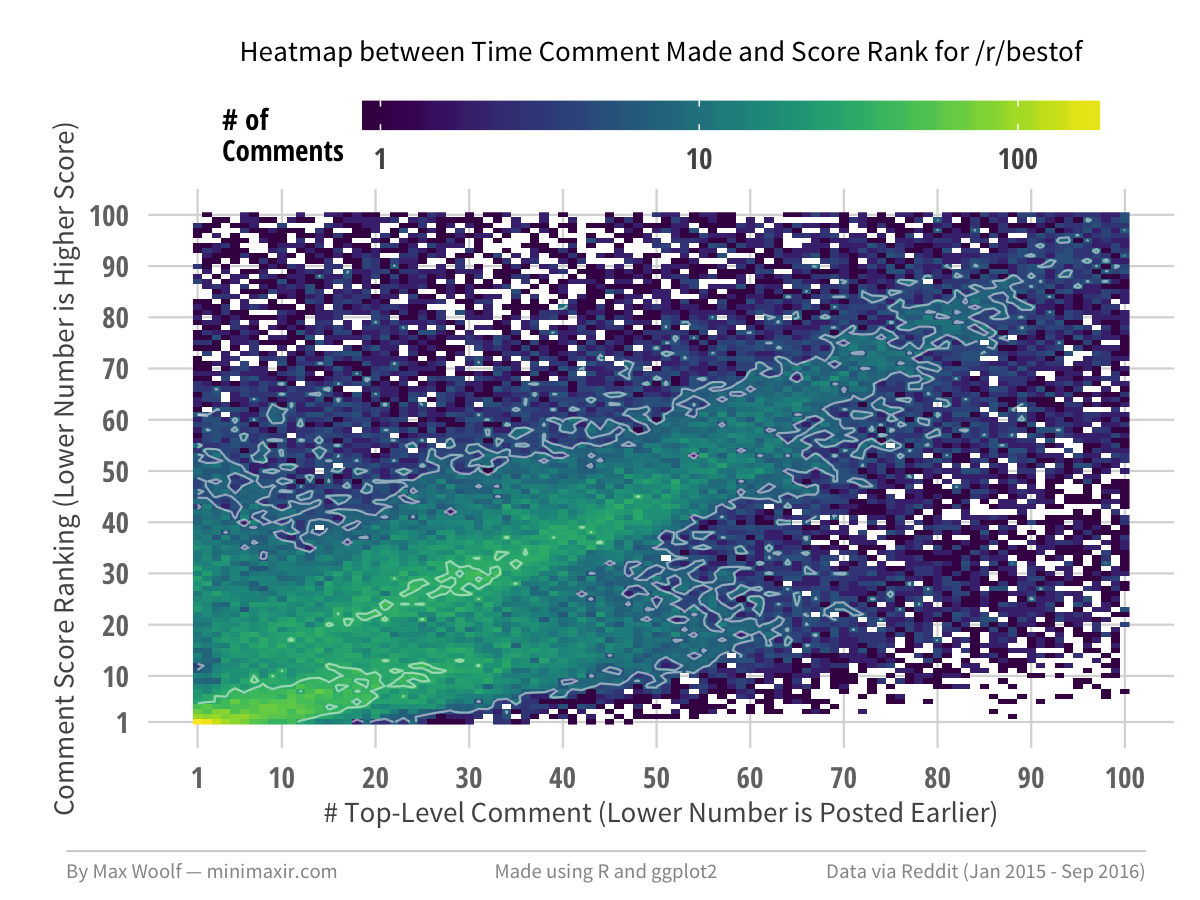 Heatmap between Time Comment Made and Score Rank for /r/bestof
# of
Comments
1 10 100
Comment Score Ranking (Lower Number is Higher Score)
100
90
80
70
60
50
40
30
20
10
1
1 10 20 30 40 50 60 70 80 90 100
# Top-Level Comment (Lower Number is Posted Earlier)
By Max Woolf — minimaxir.com
Made using R and ggplot2
Data via Reddit (Jan 2015 - Sep 2016)